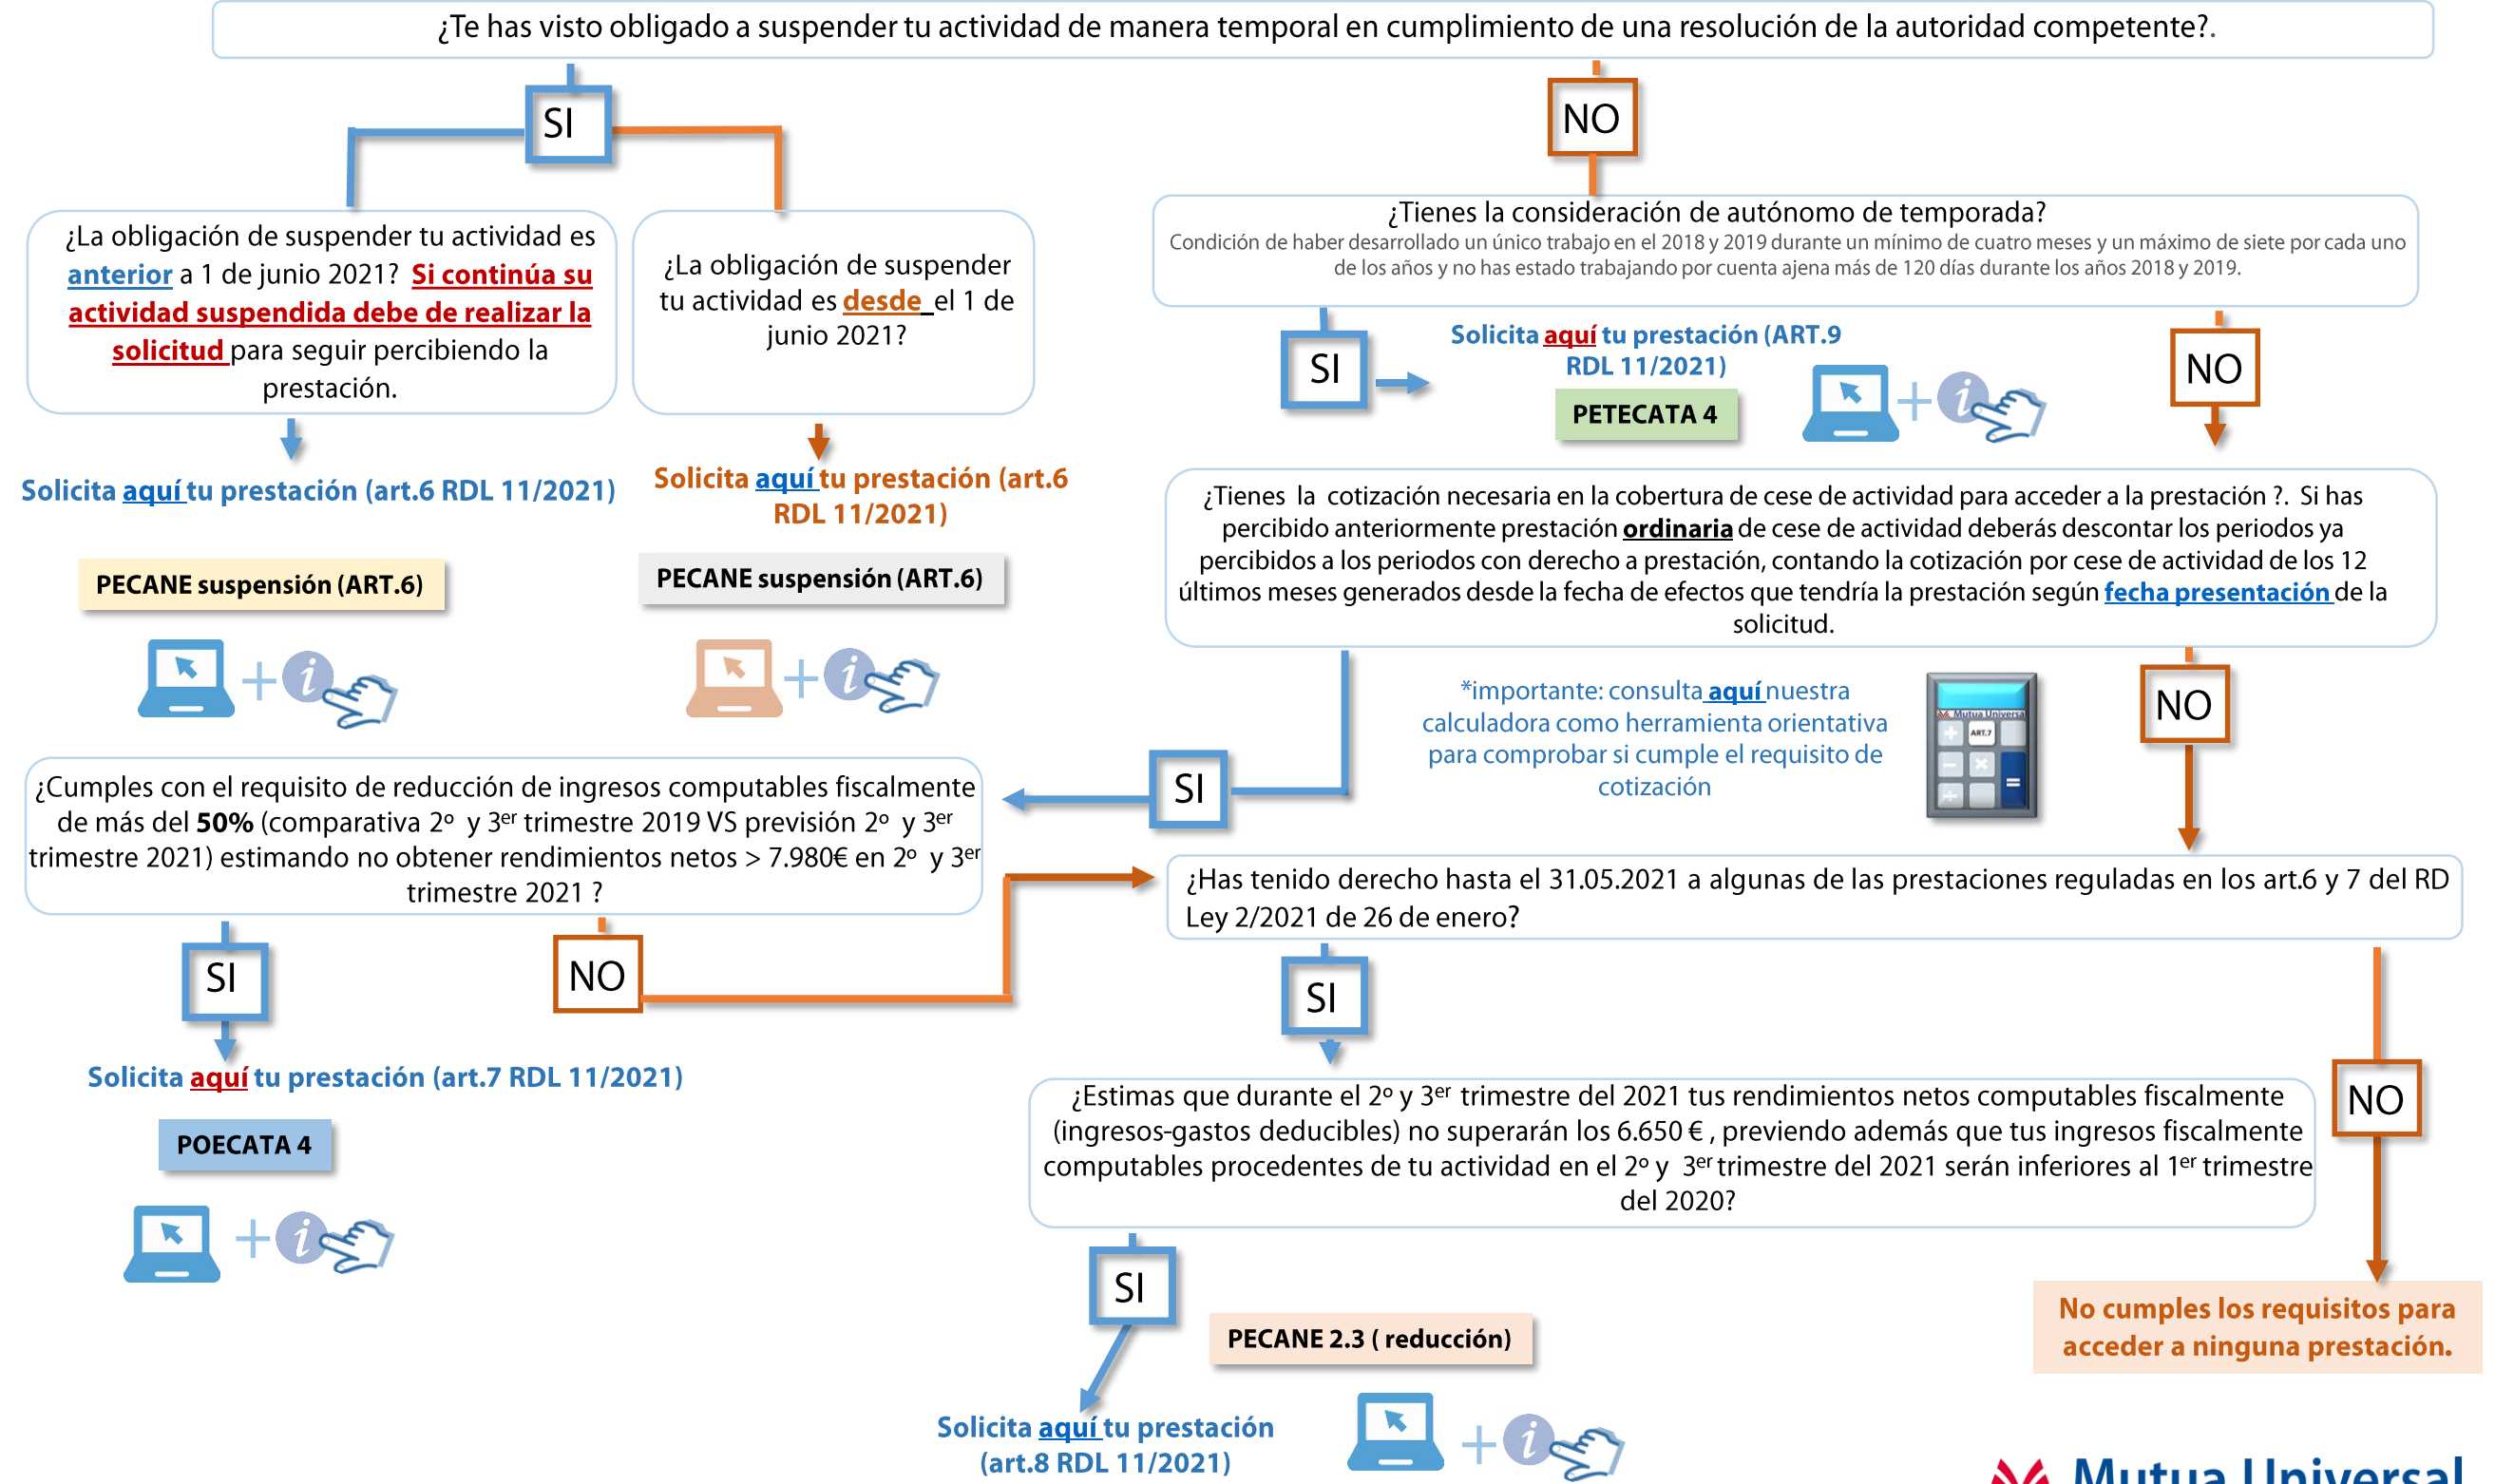 ¿Te has visto obligado a suspender tu actividad de manera temporal en cumplimiento de una resolución de la autoridad competente?.
SI
NO
¿La obligación de suspender tu actividad es
anterior a 1 de junio 2021? Si continúa su
actividad suspendida debe de realizar la
solicitud para seguir percibiendo la
prestación.
¿La obligación de suspender
tu actividad es desde el 1 de
junio 2021?
¿Tienes la consideración de autónomo de temporada?
Condición de haber desarrollado un único trabajo en el 2018 y 2019 durante un mínimo de cuatro meses y un máximo de siete por cada uno
de los años y no has estado trabajando por cuenta ajena más de 120 días durante los años 2018 y 2019.
SI
Solicita aquí tu prestación (ART.9
RDL 11/2021)
PETECATA 4
NO
Solicita aquí tu prestación (art.6 RDL 11/2021)
PECANE suspensión (ART.6)
Solicita aquí tu prestación (art.6
RDL 11/2021)
PECANE suspensión (ART.6)
¿Tienes la cotización necesaria en la cobertura de cese de actividad para acceder a la prestación ?. Si has
percibido anteriormente prestación ordinaria de cese de actividad deberás descontar los periodos ya
percibidos a los periodos con derecho a prestación, contando la cotización por cese de actividad de los 12
últimos meses generados desde la fecha de efectos que tendría la prestación según fecha presentación de la
solicitud.
*importante: consulta aquí nuestra
calculadora como herramienta orientativa
para comprobar si cumple el requisito de
cotización
Mutua Universal
ART.7
NO
SI
¿Cumples con el requisito de reducción de ingresos computables fiscalmente
de más del 50% (comparativa 2º y 3er trimestre 2019 VS previsión 2º y 3er
trimestre 2021) estimando no obtener rendimientos netos > 7.980€ en 2º y 3er
trimestre 2021 ?
SI
NO
Solicita aquí tu prestación (art.7 RDL 11/2021)
POECATA 4
¿Has tenido derecho hasta el 31.05.2021 a algunas de las prestaciones reguladas en los art.6 y 7 del RD
Ley 2/2021 de 26 de enero?
SI
NO
¿Estimas que durante el 2º y 3er trimestre del 2021 tus rendimientos netos computables fiscalmente
(ingresos-gastos deducibles) no superarán los 6.650 € , previendo además que tus ingresos fiscalmente
computables procedentes de tu actividad en el 2º y 3er trimestre del 2021 serán inferiores al 1er trimestre
del 2020?
SI
PECANE 2.3 ( reducción)
Solicita aquí tu prestación
(art.8 RDL 11/2021)
No cumples los requisitos para
acceder a ninguna prestación.
Mutua Universal